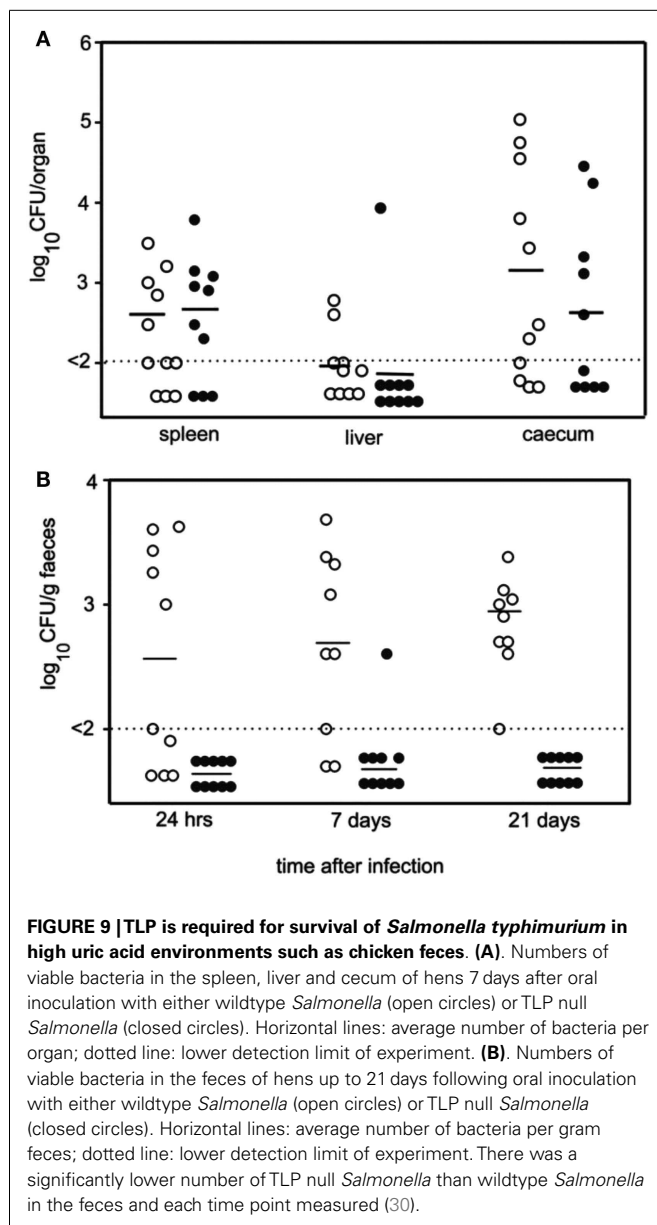 A
6
5
4
3
<2
log10CFU/organ
spleen liver caecum
B
4
3
<2
log10CFU/g faeces
24 hrs 7 days 21 days
time after infection
FIGURE 9 | TLP is required for survival of Salmonella typhimurium in
high uric acid environments such as chicken feces. (A). Numbers of
viable bacteria in the spleen, liver and cecum of hens 7 days after oral
inoculation with either wildtype Salmonella (open circles) or TLP null
Salmonella (closed circles). Horizontal lines: average number of bacteria per
organ; dotted line: lower detection limit of experiment. (B). Numbers of
viable bacteria in the feces of hens up to 21 days following oral inoculation
with either wildtype Salmonella (open circles) or TLP null Salmonella
(closed circles). Horizontal lines: average number of bacteria per gram
feces; dotted line: lower detection limit of experiment. There was a
significantly lower number of TLP null Salmonella than wildtype Salmonella
in the feces and each time point measured (30).